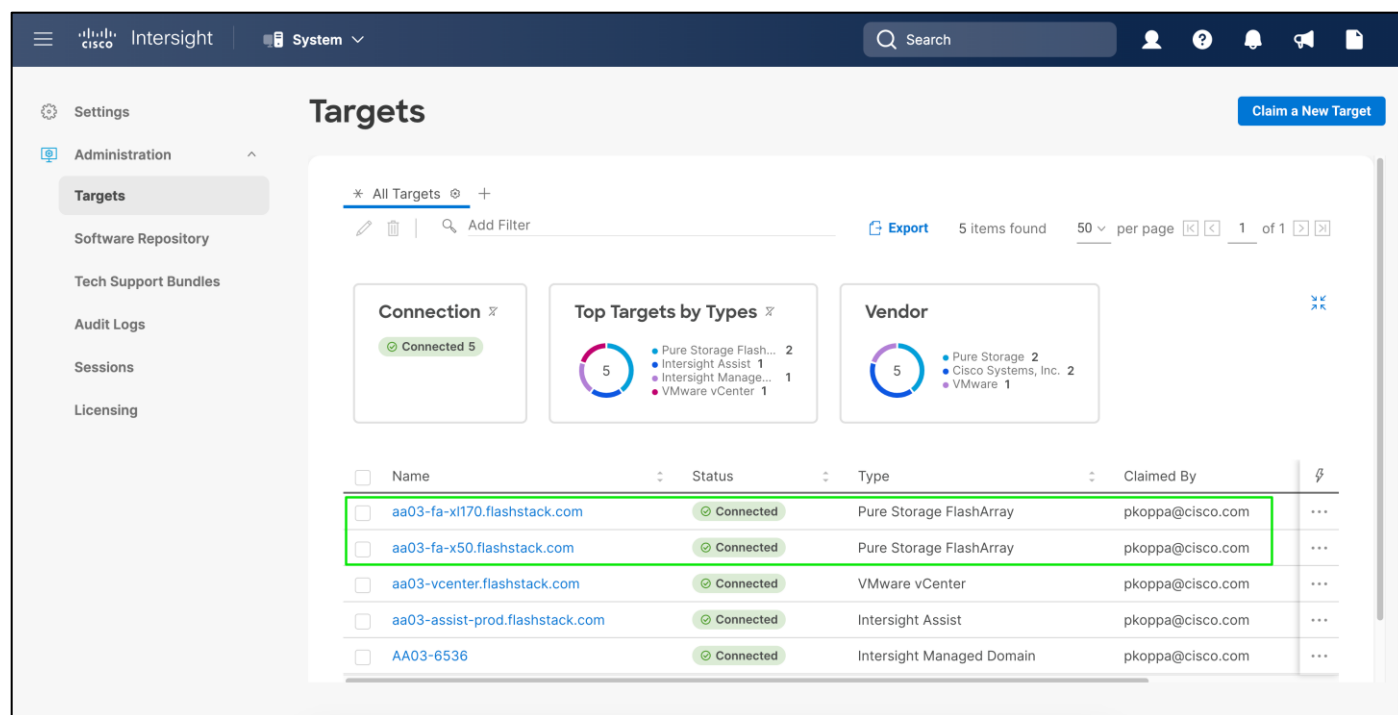 CISCO Intersight System Search
Settings
Administration
Targets
Software Repository
Tech Support Bundles
Audit Logs
Sessions
Licensing
Targets
Claim a New Target
All Targets
Add Filter
Export 5 items found 50 per page 1 of 1
Connection
Connected 5
Top Targets by Types
5
Pure Storage Flash... 2
Intersight Assist 1
Intersight Manage... 1
VMware vCenter 1
Vendor
5
Pure Storage 2
Cisco Systems, Inc. 2
VMware 1
Name Status Type Claimed By
aa03-fa-xl170.flashstack.com Connected Pure Storage FlashArray pkoppa@cisco.com ...
aa03-fa-x50.flashstack.com Connected Pure Storage FlashArray pkoppa@cisco.com ...
aa03-vcenter.flashstack.com Connected VMware vCenter pkoppa@cisco.com ...
aa03-assist-prod.flashstack.com Connected Intersight Assist pkoppa@cisco.com ...
AA03-6536 Connected Intersight Managed Domain pkoppa@cisco.com ...